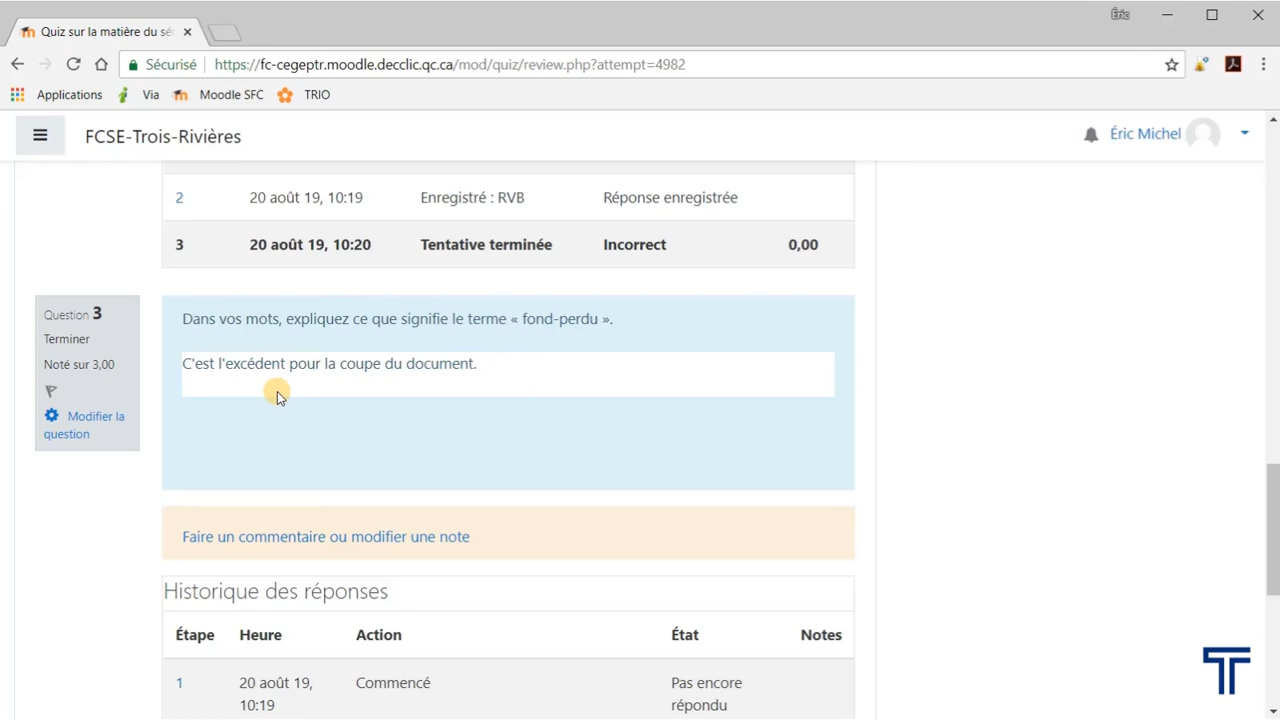 Éric
Quiz sur la matière du sé
Sécurisé
https://fc-cegeptr.moodle.decclic.qc.ca/mod/quiz/review.php?attempt=4982
Applications Via Moodle SFC TRIO
FCSE-Trois-Rivières
Éric Michel
2 20 août 19, 10:19 Enregistré : RVB Réponse enregistrée
3 20 août 19, 10:20 Tentative terminée Incorrect 0,00
Question 3
Terminer
Noté sur 3,00
Modifier la
question
Dans vos mots, expliquez ce que signifie le terme « fond-perdu ».
C'est l'excédent pour la coupe du document.
Faire un commentaire ou modifier une note
Historique des réponses
Étape Heure Action État Notes
1 20 août 19, Commencé Pas encore
10:19 répondu